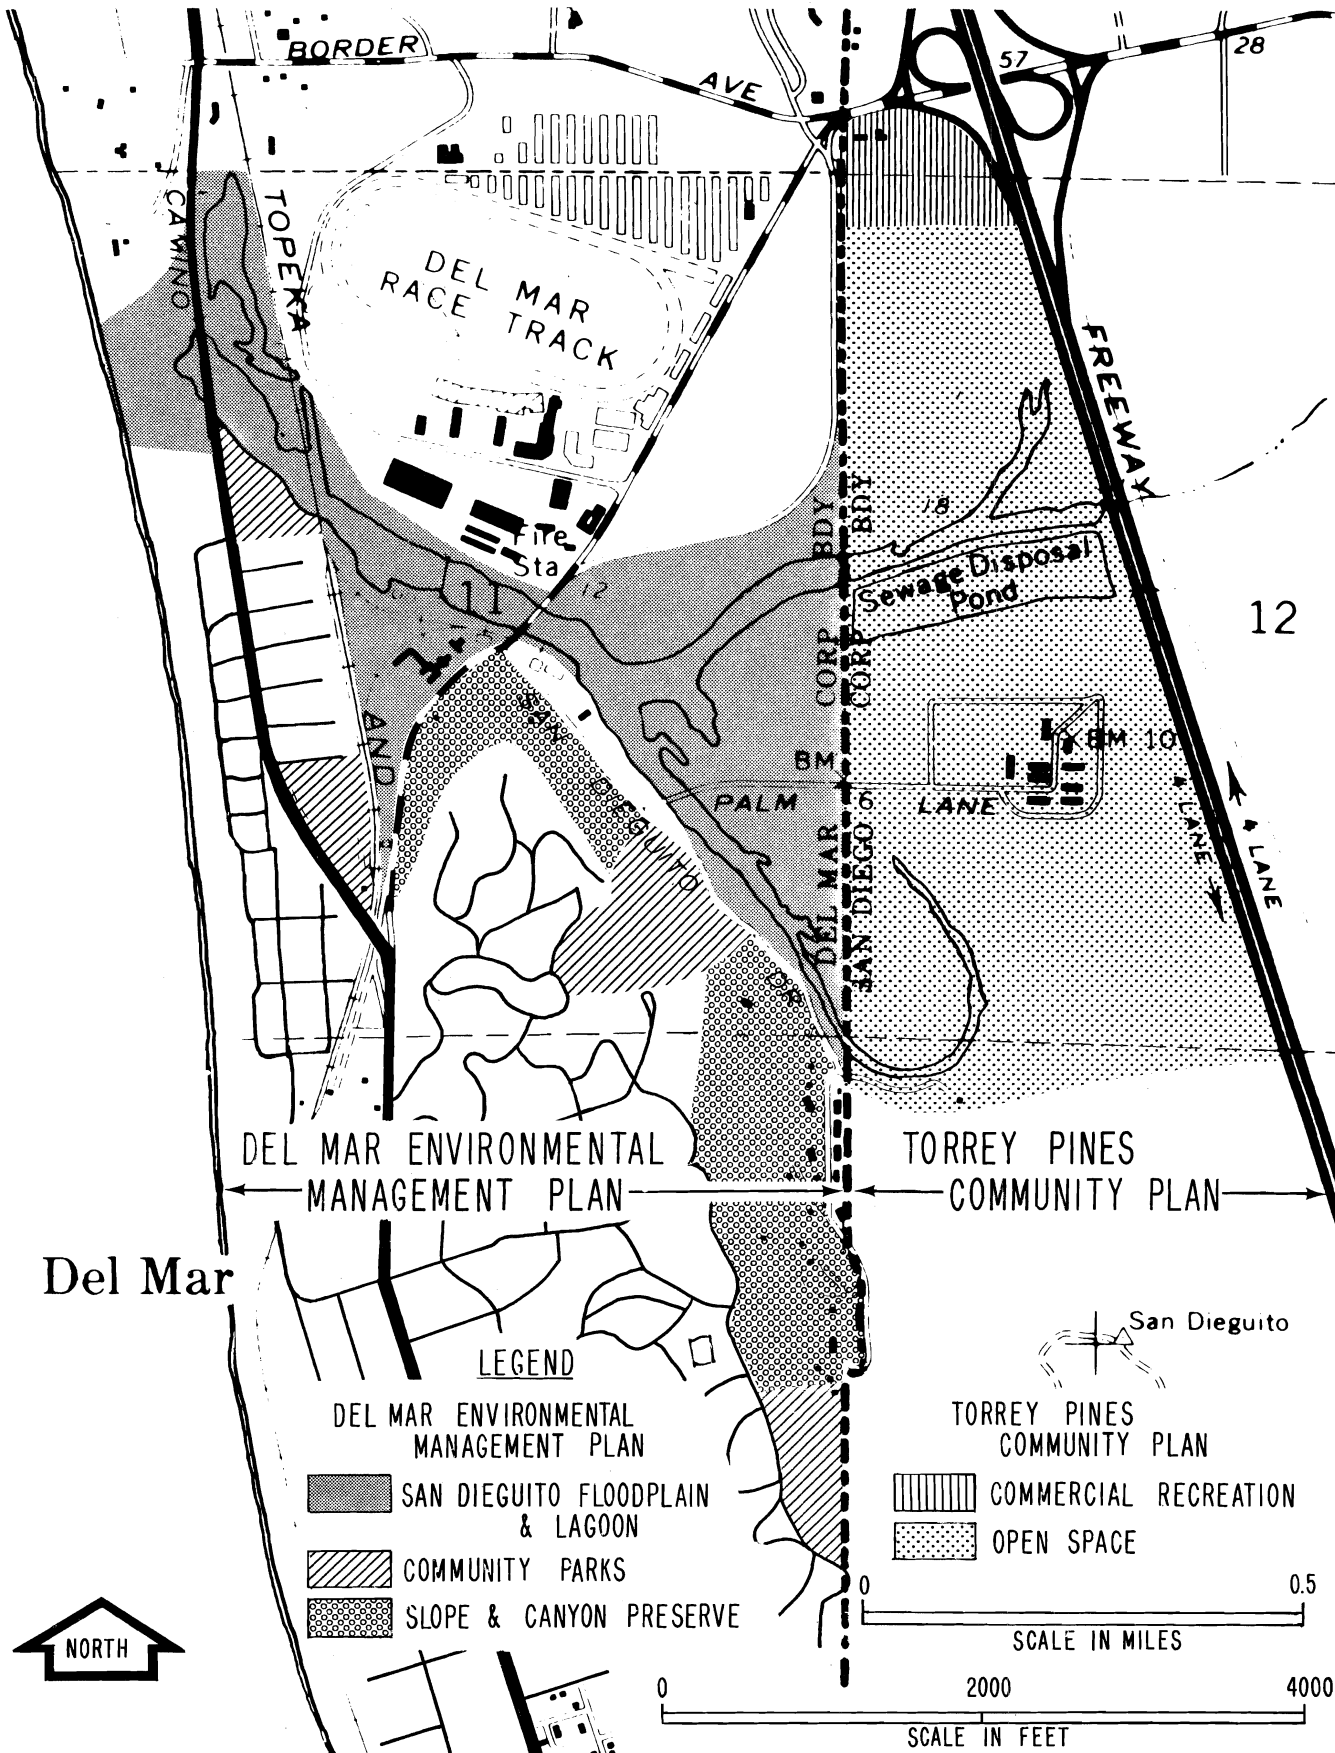 BORDER
AVE
57
28
CAMINO
TOPEKA
DEL MAR
RACE TRACK
FREEWAY
Fire
Sta
11
12
18
Sewage Disposal
Pond
12
CORP BDY
CORP BDY
SAN DIEGUITO
DR
AND
BM
BM 10
PALM LANE
6
DEL MAR
SAN DIEGO
4 LANE
4 LANE
DEL MAR ENVIRONMENTAL
MANAGEMENT PLAN
TORREY PINES
COMMUNITY PLAN
Del Mar
San Dieguito
LEGEND
DEL MAR ENVIRONMENTAL
MANAGEMENT PLAN
SAN DIEGUITO FLOODPLAIN
& LAGOON
COMMUNITY PARKS
SLOPE & CANYON PRESERVE
TORREY PINES
COMMUNITY PLAN
COMMERCIAL RECREATION
OPEN SPACE
0 0.5
SCALE IN MILES
NORTH
0 2000 4000
SCALE IN FEET